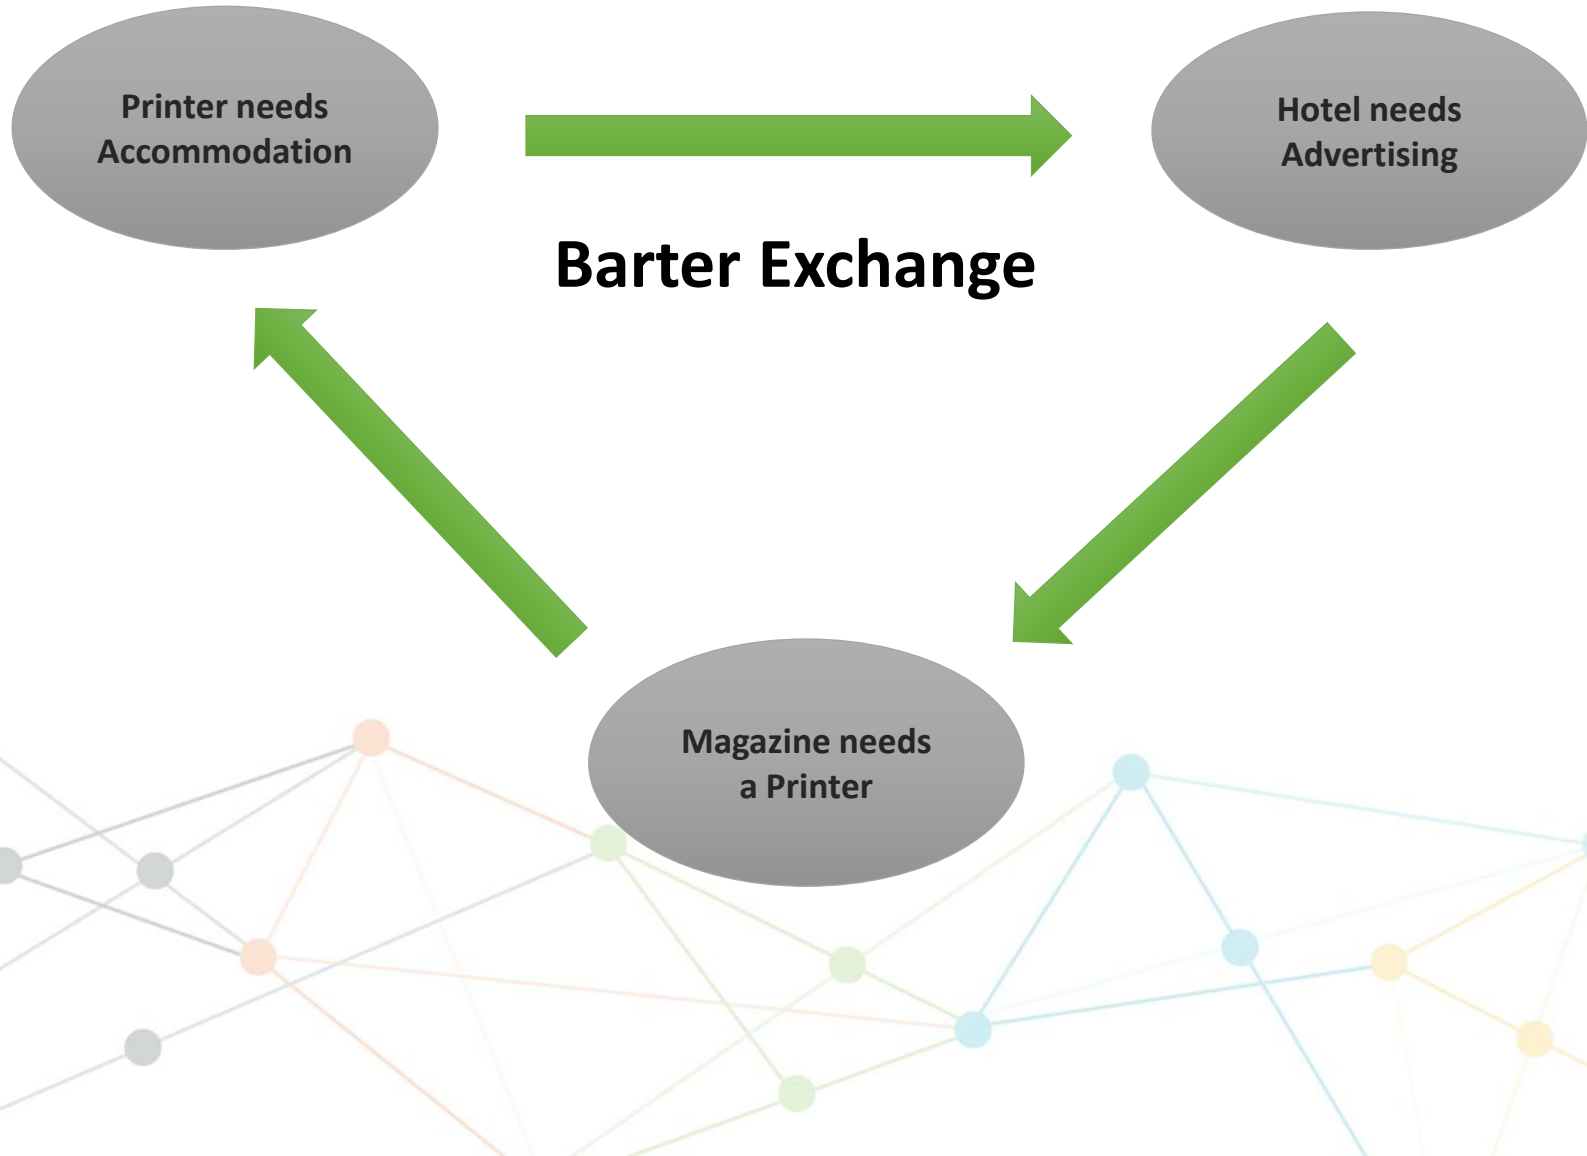 Printer needs
Accommodation
Hotel needs
Advertising
Barter Exchange
Magazine needs
a Printer